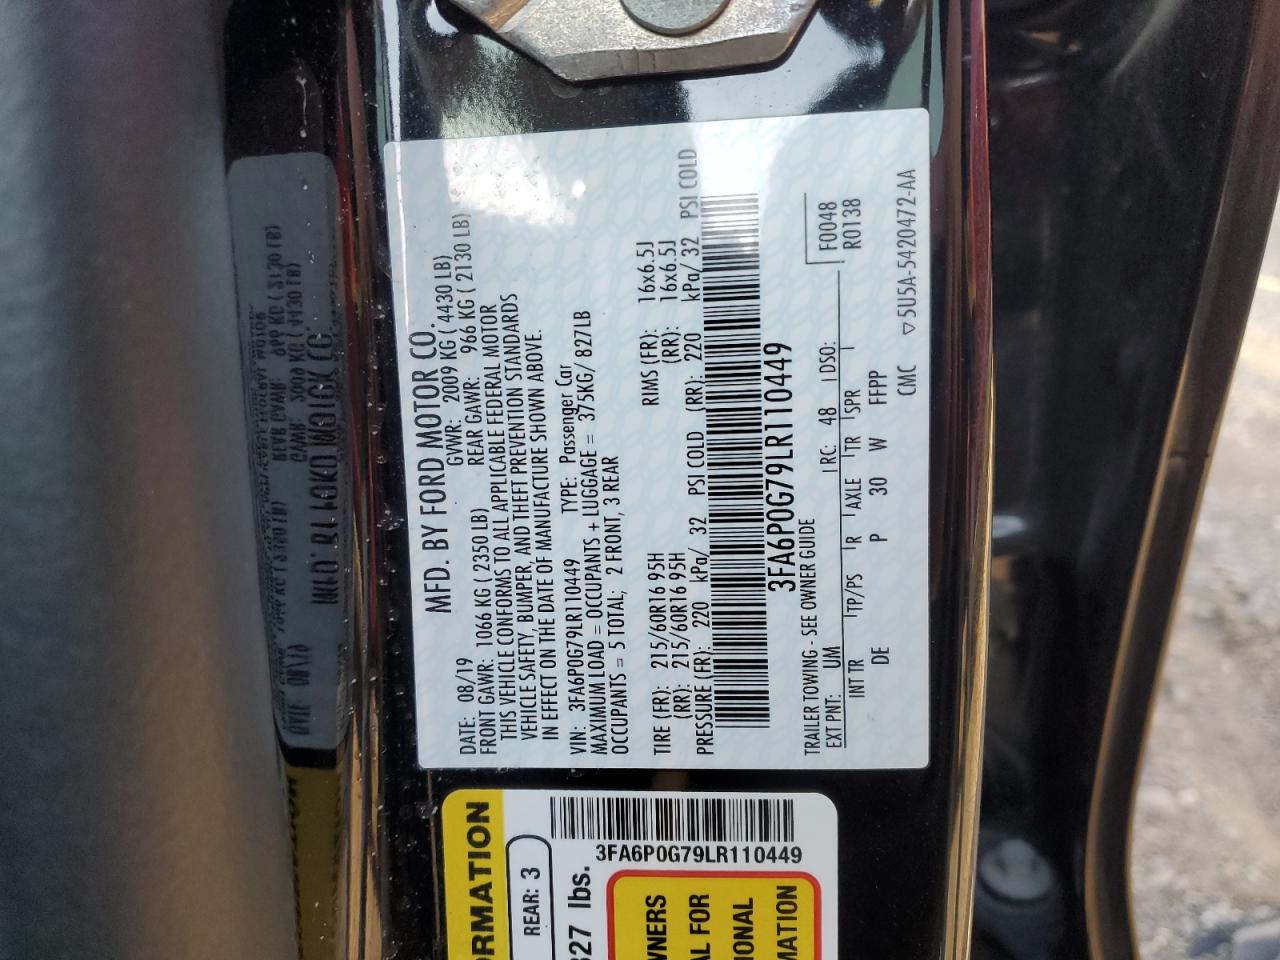 MFD. BY FORD MOTOR CO.
DATE: 08/19 GVWR: 2009 KG ( 4430 LB)
FRONT GAWR: 1066 KG ( 2350 LB) REAR GAWR: 966 KG ( 2130 LB)
THIS VEHICLE CONFORMS TO ALL APPLICABLE FEDERAL MOTOR
VEHICLE SAFETY, BUMPER, AND THEFT PREVENTION STANDARDS
IN EFFECT ON THE DATE OF MANUFACTURE SHOWN ABOVE.
VIN: 3FA6P0G79LR110449 TYPE: Passenger Car
MAXIMUM LOAD = OCCUPANTS + LUGGAGE = 375KG/ 827LB
OCCUPANTS = 5 TOTAL; 2 FRONT, 3 REAR
TIRE (FR): 215/60R16 95H RIMS (FR): 16x6.5J
(RR): 215/60R16 95H (RR): 16x6.5J
PRESSURE (FR): 220 kPa/ 32 PSI COLD (RR): 220 kPa/ 32 PSI COLD
3FA6P0G79LR110449
TRAILER TOWING - SEE OWNER GUIDE F0048
EXT PNT: UM RC: 48 DSO: R0138
INT TR TP/PS R AXLE TR SPR
DE P 30 W FFPP
CMC ▽5U5A-5420472-AA
ORMATION
REAR: 3
327 lbs.
3FA6P0G79LR110449
WNERS
AL FOR
IONAL
MATION